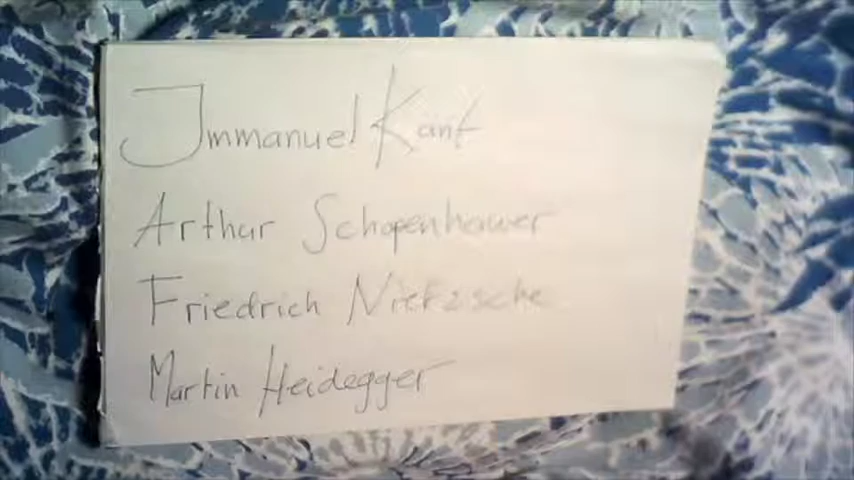 Immanuel Kant
Arthur Schopenhauer
Friedrich Nietzsche
Martin Heidegger